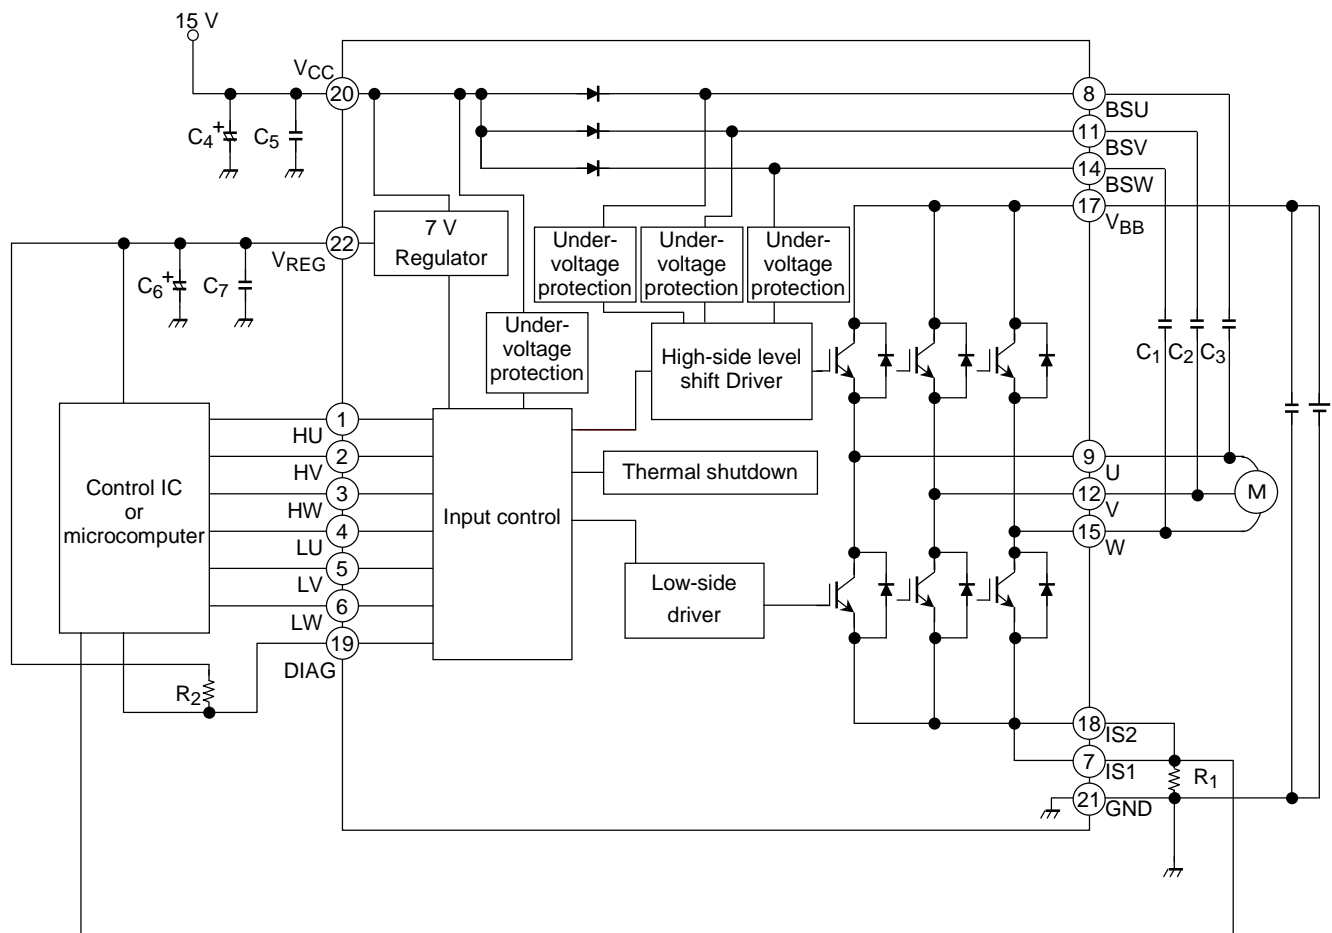 15 V
VCC
20
8
BSU
C4
+
C5
11
BSV
14
BSW
17
VBB
22
VREG
7 V
Regulator
Under-
voltage
protection
Under-
voltage
protection
Under-
voltage
protection
C6
+
C7
Under-
voltage
protection
High-side level
shift Driver
C1
C2
C3
Control IC
or
microcomputer
1
HU
2
HV
3
HW
4
LU
5
LV
6
LW
19
DIAG
Input control
Thermal shutdown
Low-side
driver
9
U
12
V
15
W
M
R2
18
IS2
7
IS1
R1
21
GND